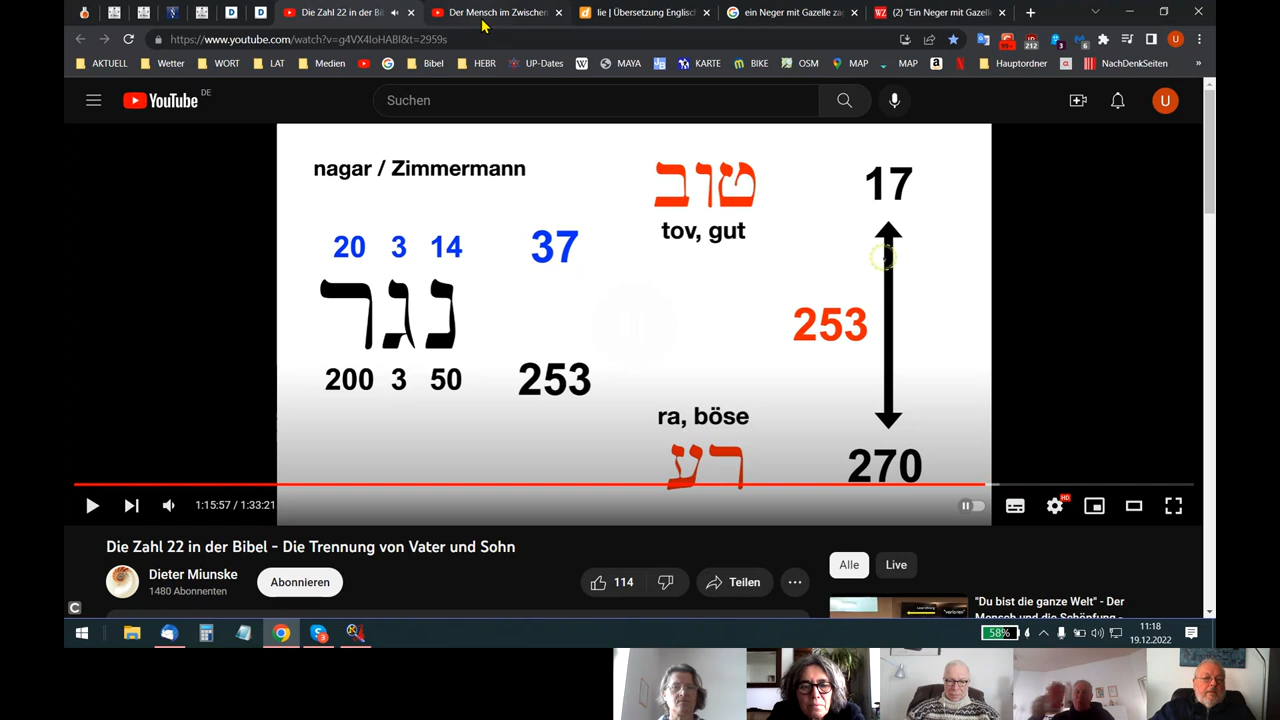 Die Zahl 22 in der Bib
Der Mensch im Zwischen
lie | Übersetzung Englisc
ein Neger mit Gazelle za
(2) "Ein Neger mit Gazell
https://www.youtube.com/watch?v=g4VX4IoHABI&t=2959s
AKTUELL
Wetter
WORT
LAT
Medien
Bibel
HEBR
UP-Dates
MAYA
KARTE
BIKE
OSM
MAP
MAP
Hauptordner
NachDenkSeiten
YouTube DE
Suchen
U
nagar / Zimmermann
20 3 14 37
נגר
200 3 50 253
טוב
tov, gut
17
253
ra, böse
רע
270
1:15:57 / 1:33:21
HD
Die Zahl 22 in der Bibel - Die Trennung von Vater und Sohn
Dieter Miunske
1480 Abonnenten
Abonnieren
114
Teilen
Alle
Live
"Du bist die ganze Welt" - Der
Mensch und die Schöpfung -
58%
11:18
19.12.2022